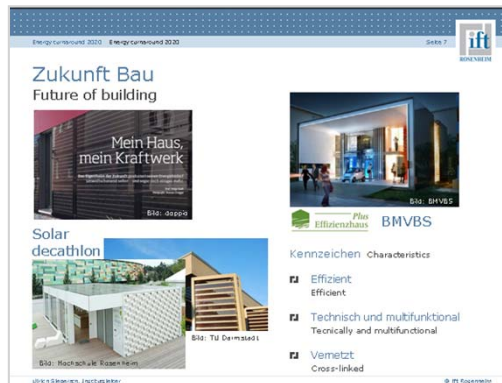 Energy turnaround 2020 Energy turnaround 2020 Seite 7
ift
ROSENHEIM
Zukunft Bau
Future of building
Mein Haus,
mein Kraftwerk
Bild: BMVBS
Plus
Effizienzhaus
BMVBS
Solar
decathlon
Kennzeichen Characteristics
Effizient
Efficient
Bild: TU Darmstadt
Technisch und multifunktional
Tecnically and multifunctional
Bild: Hochschule Rosenheim
Vernetzt
Cross-linked
© ift Rosenheim